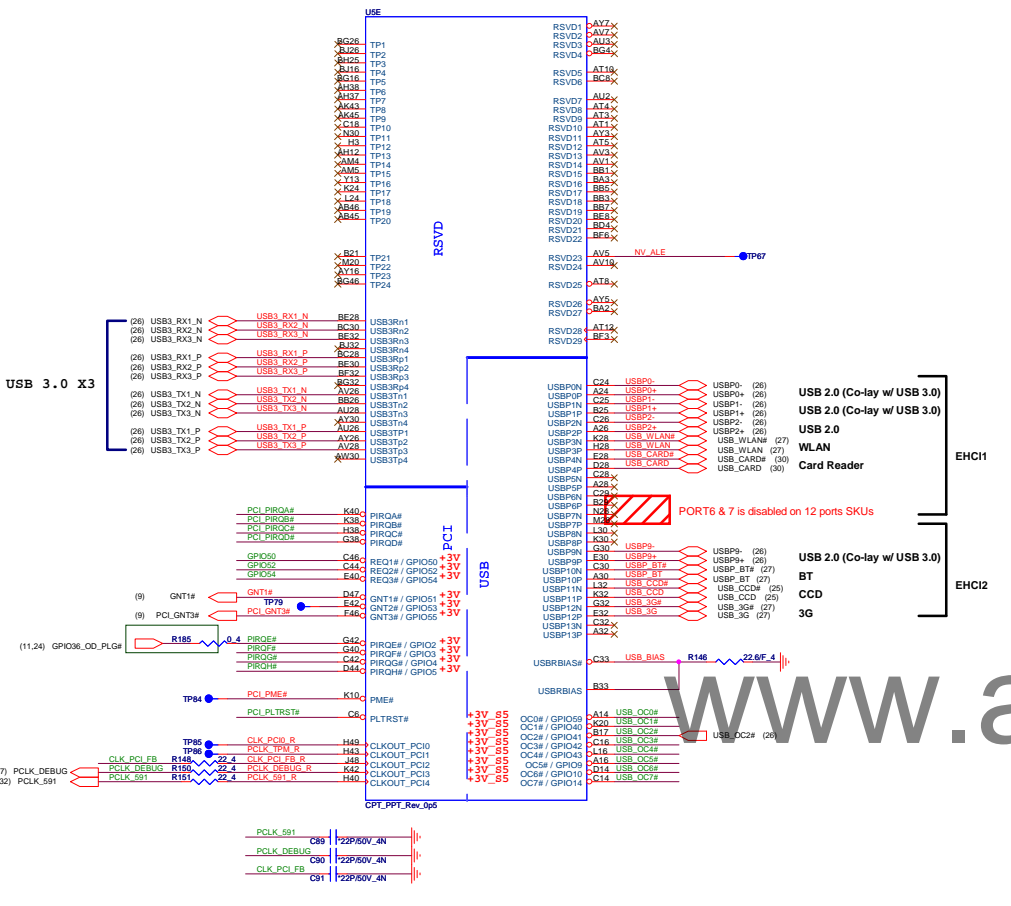 U5E
BG26 TP1
BJ26 TP2
BH25 TP3
BJ16 TP4
BG16 TP5
AH38 TP6
AH37 TP7
AK43 TP8
AK45 TP9
C18 TP10
N30 TP11
H3 TP12
AH12 TP13
AM4 TP14
AM5 TP15
Y13 TP16
K24 TP17
L24 TP18
AB46 TP19
AB45 TP20
B21 TP21
M20 TP22
AY16 TP23
BG46 TP24
RSVD
RSVD1 AY7
RSVD2 AV7
RSVD3 AU3
RSVD4 BG4
RSVD5 AT10
RSVD6 BC8
RSVD7 AU2
RSVD8 AT4
RSVD9 AT3
RSVD10 AT1
RSVD11 AY3
RSVD12 AT5
RSVD13 AV3
RSVD14 AV1
RSVD15 BB1
RSVD16 BA3
RSVD17 BB5
RSVD18 BB3
RSVD19 BB7
RSVD20 BE8
RSVD21 BD4
RSVD22 BF6
RSVD23 AV5 NV_ALE TP67
RSVD24 AV10
RSVD25 AT8
RSVD26 AY5
RSVD27 BA2
RSVD28 AT12
RSVD29 BF3
USB 3.0 X3
(26) USB3_RX1_N USB3_RX1_N BE28 USB3Rn1
(26) USB3_RX2_N USB3_RX2_N BC30 USB3Rn2
(26) USB3_RX3_N USB3_RX3_N BE32 USB3Rn3
BJ32 USB3Rn4
(26) USB3_RX1_P USB3_RX1_P BC28 USB3Rp1
(26) USB3_RX2_P USB3_RX2_P BE30 USB3Rp2
(26) USB3_RX3_P USB3_RX3_P BF32 USB3Rp3
BG32 USB3Rp4
(26) USB3_TX1_N USB3_TX1_N AV26 USB3Tn1
(26) USB3_TX2_N USB3_TX2_N BB26 USB3Tn2
(26) USB3_TX3_N USB3_TX3_N AU28 USB3Tn3
AY30 USB3Tn4
(26) USB3_TX1_P USB3_TX1_P AU26 USB3TP1
(26) USB3_TX2_P USB3_TX2_P AY26 USB3Tp2
(26) USB3_TX3_P USB3_TX3_P AV28 USB3Tp3
AW30 USB3Tp4
USBP0N C24 USBP0- USBP0- (26)
USBP0P A24 USBP0+ USBP0+ (26) USB 2.0 (Co-lay w/ USB 3.0)
USBP1N C25 USBP1- USBP1- (26)
USBP1P B25 USBP1+ USBP1+ (26) USB 2.0 (Co-lay w/ USB 3.0)
USBP2N C26 USBP2- USBP2- (26)
USBP2P A26 USBP2+ USBP2+ (26) USB 2.0
USBP3N K28 USB_WLAN# USB_WLAN# (27)
USBP3P H28 USB_WLAN USB_WLAN (27) WLAN
USBP4N E28 USB_CARD# USB_CARD# (30)
USBP4P D28 USB_CARD USB_CARD (30) Card Reader
EHCI1
USBP5N C28
USBP5P A28
USBP6N C29
USBP6P B29
USBP7N N28 PORT6 & 7 is disabled on 12 ports SKUs
USBP7P M28
USBP8N L30
USBP8P K30
USBP9N G30 USBP9- USBP9- (26)
USBP9P E30 USBP9+ USBP9+ (26) USB 2.0 (Co-lay w/ USB 3.0)
USBP10N C30 USBP_BT# USBP_BT# (27)
USBP10P A30 USBP_BT USBP_BT (27) BT
USBP11N L32 USB_CCD# USB_CCD# (25)
USBP11P K32 USB_CCD USB_CCD (25) CCD
USBP12N G32 USB_3G# USB_3G# (27)
USBP12P E32 USB_3G USB_3G (27) 3G
EHCI2
USBP13N C32
USBP13P A32
USBRBIAS# C33 USB_BIAS R146 22.6/F_4
USBRBIAS B33
PCI
USB
PCI_PIRQA# K40 PIRQA#
PCI_PIRQB# K38 PIRQB#
PCI_PIRQC# H38 PIRQC#
PCI_PIRQD# G38 PIRQD#
GPIO50 C46 REQ1# / GPIO50 +3V
GPIO52 C44 REQ2# / GPIO52 +3V
GPIO54 E40 REQ3# / GPIO54 +3V
(9) GNT1# GNT1# D47 GNT1# / GPIO51 +3V
TP79 E42 GNT2# / GPIO53 +3V
(9) PCI_GNT3# PCI_GNT3# F46 GNT3# / GPIO55 +3V
(11,24) GPIO36_OD_PLG# R185 0_4 PIRQE# G42 PIRQE# / GPIO2 +3V
PIRQF# G40 PIRQF# / GPIO3 +3V
PIRQG# C42 PIRQG# / GPIO4 +3V
PIRQH# D44 PIRQH# / GPIO5 +3V
TP84 PCI_PME# K10 PME#
PCI_PLTRST# C6 PLTRST#
TP85 CLK_PCI0_R H49 CLKOUT_PCI0
TP86 PCLK_TPM_R H43 CLKOUT_PCI1
CLK_PCI_FB R148 22_4 CLK_PCI_FB_R J48 CLKOUT_PCI2
7) PCLK_DEBUG PCLK_DEBUG R150 22_4 PCLK_DEBUG_R K42 CLKOUT_PCI3
32) PCLK_591 PCLK_591 R151 22_4 PCLK_591_R H40 CLKOUT_PCI4
+3V_S5 OC0# / GPIO59 A14 USB_OC0#
+3V_S5 OC1# / GPIO40 K20 USB_OC1#
+3V_S5 OC2# / GPIO41 B17 USB_OC2# USB_OC2# (26)
+3V_S5 OC3# / GPIO42 C16 USB_OC3#
+3V_S5 OC4# / GPIO43 L16 USB_OC4#
+3V_S5 OC5# / GPIO9 A16 USB_OC5#
+3V_S5 OC6# / GPIO10 D14 USB_OC6#
+3V_S5 OC7# / GPIO14 C14 USB_OC7#
CPT_PPT_Rev_0p5
www.a
PCLK_591 C89 *22P/50V_4N
PCLK_DEBUG C90 *22P/50V_4N
CLK_PCI_FB C91 *22P/50V_4N